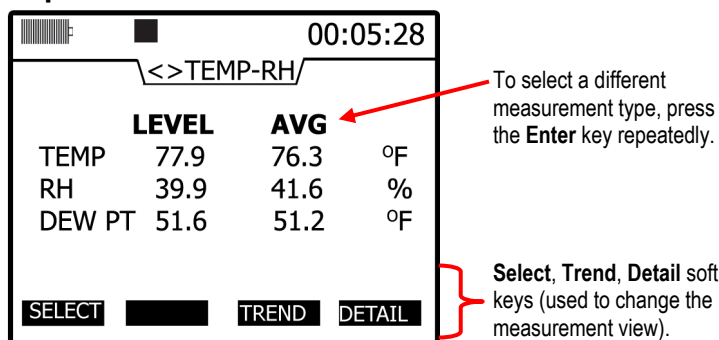 00:05:28
<>TEMP-RH
LEVEL AVG
TEMP 77.9 76.3 ºF
RH 39.9 41.6 %
DEW PT 51.6 51.2 ºF
SELECT TREND DETAIL
To select a different
measurement type, press
the Enter key repeatedly.
Select, Trend, Detail soft
keys (used to change the
measurement view).